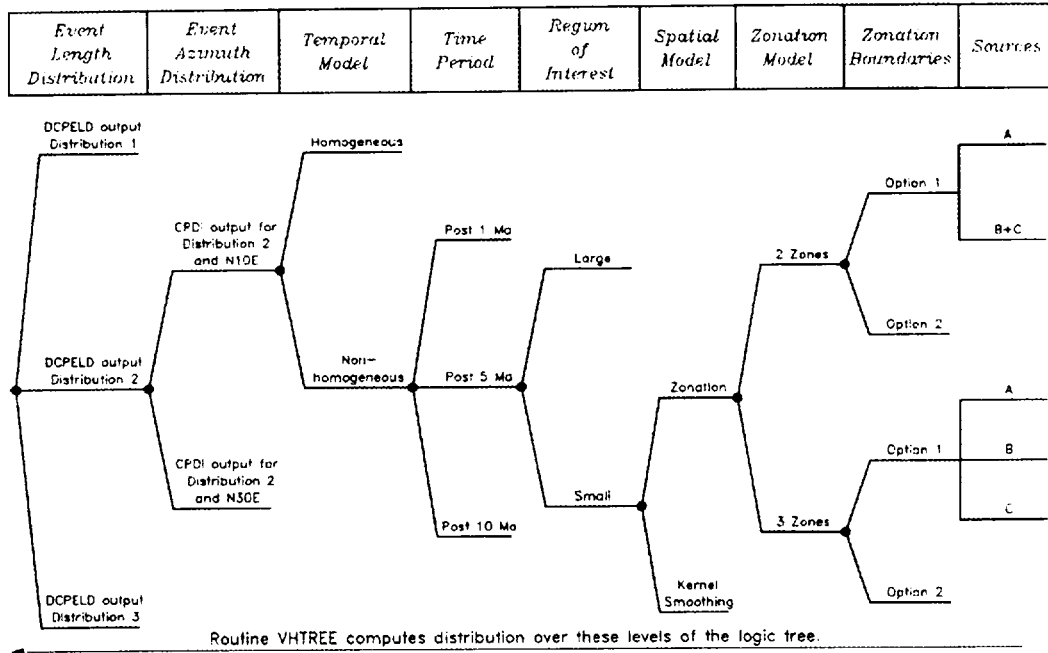 Event Length Distribution
Event Azimuth Distribution
Temporal Model
Time Period
Region of Interest
Spatial Model
Zonation Model
Zonation Boundaries
Sources
DCPELD output
Distribution 1
DCPELD output
Distribution 2
DCPELD output
Distribution 3
CPDI output for
Distribution 2
and N10E
CPDI output for
Distribution 2
and N30E
Homogeneous
Non-
homogeneous
Post 1 Ma
Post 5 Ma
Post 10 Ma
Large
Small
Zonation
Kernel
Smoothing
2 Zones
3 Zones
Option 1
Option 2
Option 1
Option 2
A
B+C
A
B
C
Routine VHTREE computes distribution over these levels of the logic tree.